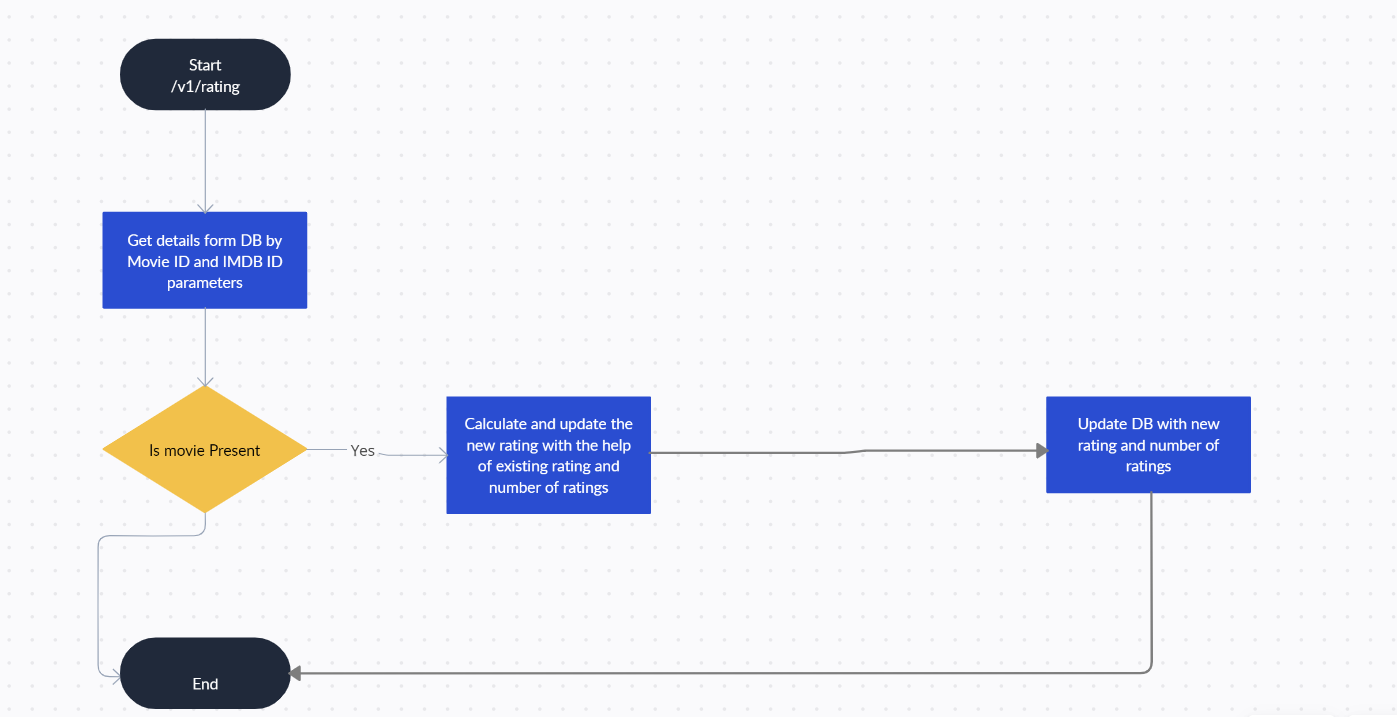 Start
/v1/rating
Get details form DB by
Movie ID and IMDB ID
parameters
Is movie Present
Yes
Calculate and update the
new rating with the help
of existing rating and
number of ratings
Update DB with new
rating and number of
ratings
End